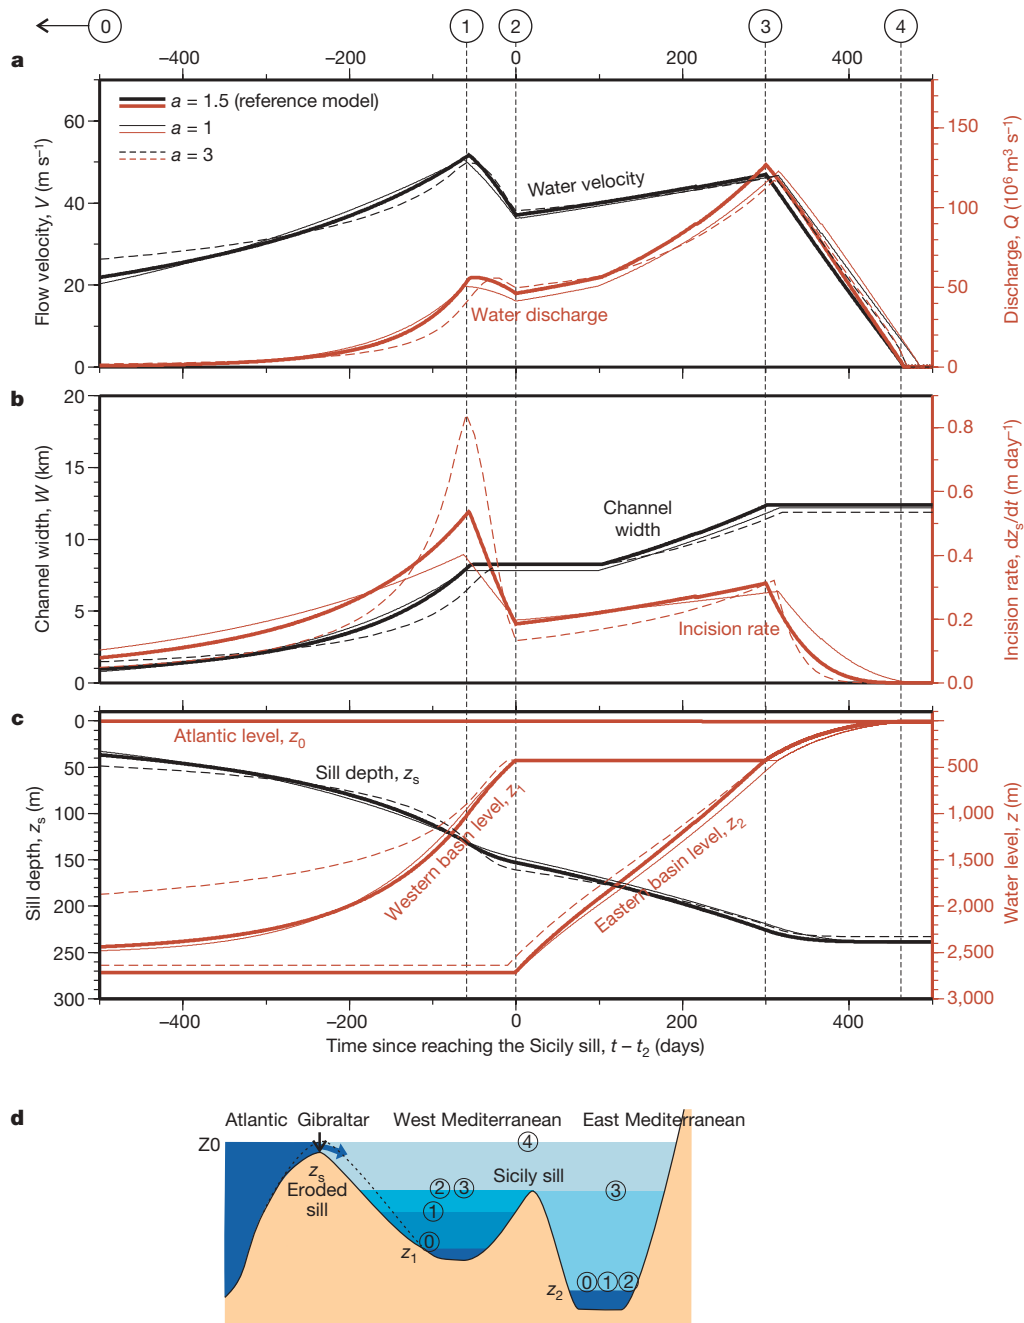 0 1 2 3 4
a
−400 −200 0 200 400
a = 1.5 (reference model)
a = 1
a = 3
Water velocity
Water discharge
Flow velocity, V (m s⁻¹)
60
40
20
0
Discharge, Q (10⁶ m³ s⁻¹)
150
100
50
0
b
Channel width, W (km)
20
15
10
5
0
Channel
width
Incision rate
Incision rate, dzₛ/dt (m day⁻¹)
0.8
0.6
0.4
0.2
0.0
c
Sill depth, zₛ (m)
0
50
100
150
200
250
300
Atlantic level, z₀
Sill depth, zₛ
Western basin level, z₁
Eastern basin level, z₂
Water level, z (m)
500
1,000
1,500
2,000
2,500
3,000
−400 −200 0 200 400
Time since reaching the Sicily sill, t − t₂ (days)
d
Atlantic Gibraltar West Mediterranean East Mediterranean
Z0
4
zₛ
Eroded
sill
Sicily sill
2 3
3
1
0
z₁
z₂
0 1 2